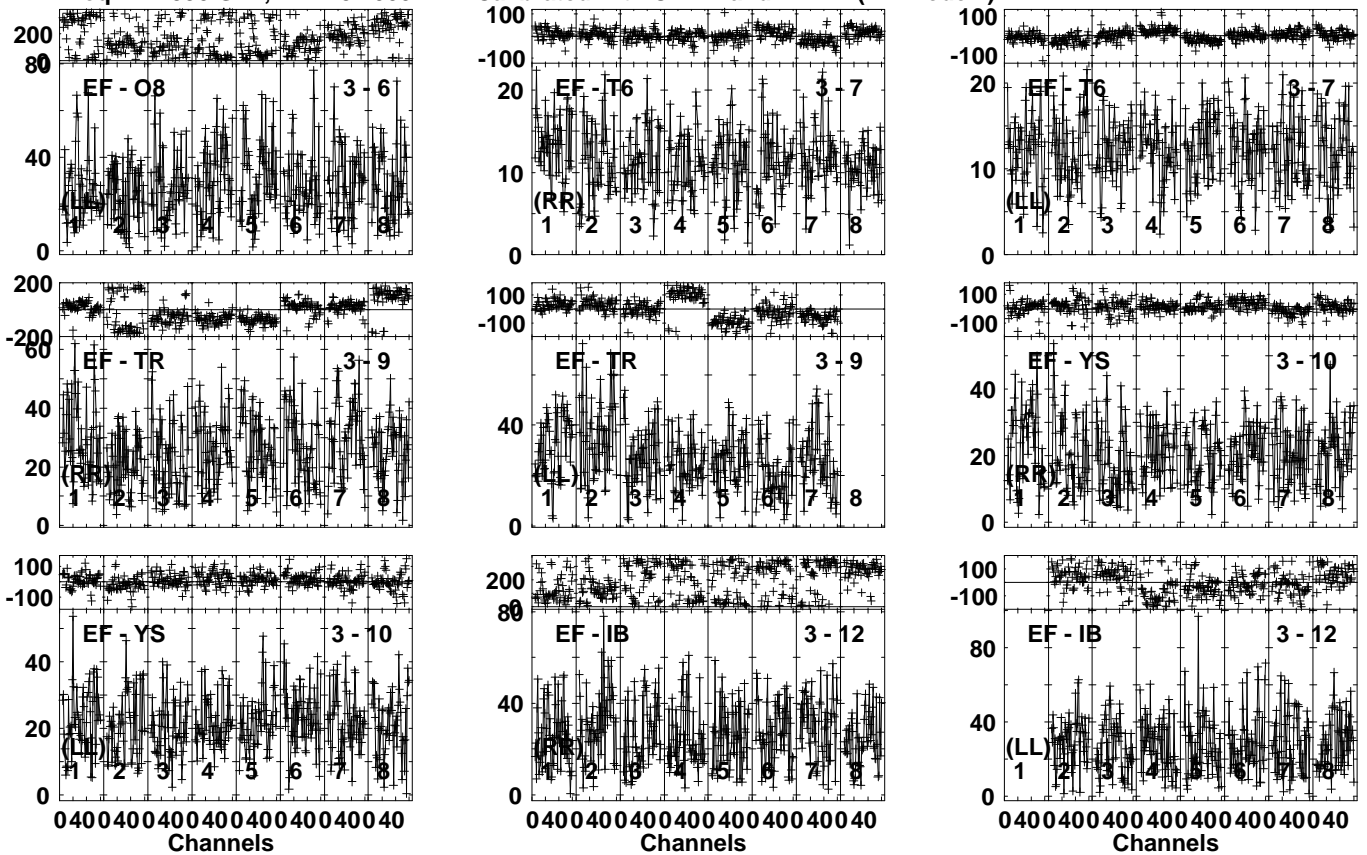 200 0 100 -100 100 -100
80 40 0 EF - O8 3 - 6 (LL) 1 2 3 4 5 6 7 8
20 10 0 EF - T6 3 - 7 (RR) 1 2 3 4 5 6 7 8
20 10 0 EF - T6 3 - 7 (LL) 1 2 3 4 5 6 7 8
200 -200 100 -100 100 -100
60 40 20 0 EF - TR 3 - 9 (RR) 1 2 3 4 5 6 7 8
40 0 EF - TR 3 - 9 (LL) 1 2 3 4 5 6 7 8
40 20 0 EF - YS 3 - 10 (RR) 1 2 3 4 5 6 7 8
100 -100 200 0 100 -100
40 20 0 EF - YS 3 - 10 (LL) 1 2 3 4 5 6 7 8
80 40 0 EF - IB 3 - 12 (RR) 1 2 3 4 5 6 7 8
80 40 0 EF - IB 3 - 12 (LL) 1 2 3 4 5 6 7 8
0 40 0 40 0 40 0 40 0 40 0 40 0 40 0 40 0 40 0 40 0 40 0 40 0 40 0 40 0 40 0 40 0 40 0 40 0 40 0 40 0 40 0 40 0 40 0 40
Channels Channels Channels